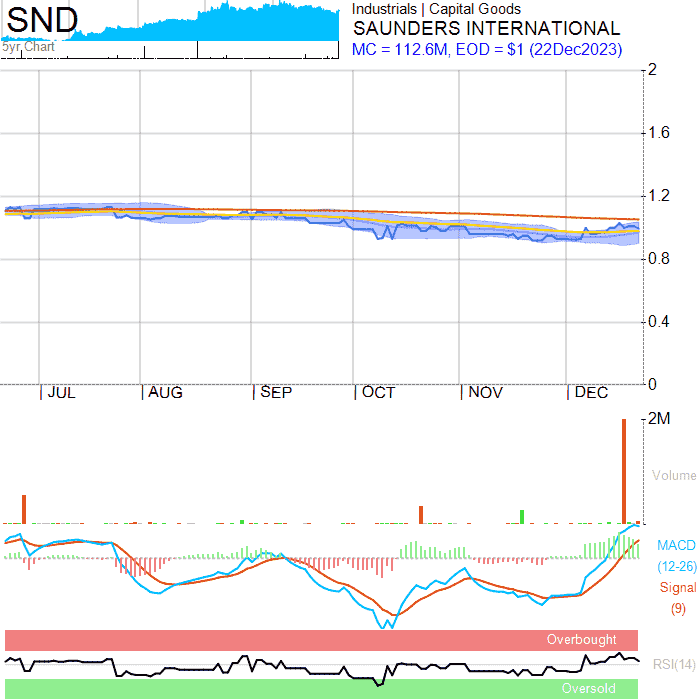 SND
5yr Chart
Industrials | Capital Goods
SAUNDERS INTERNATIONAL
MC = 112.6M, EOD = $1 (22Dec2023)
2
1.6
1.2
0.8
0.4
0
JUL AUG SEP OCT NOV DEC
2M
Volume
MACD
(12-26)
Signal
(9)
Overbought
RSI(14)
Oversold